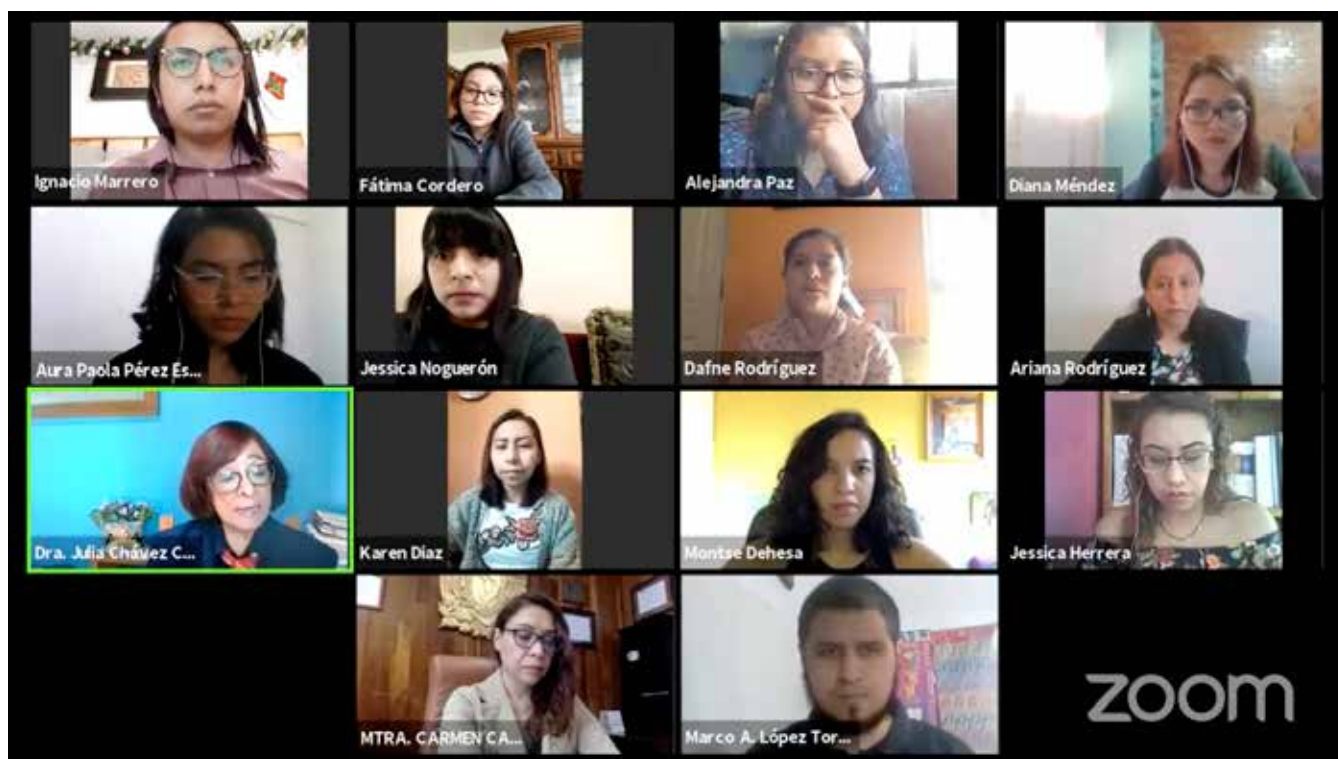 Ignacio Marrero
Fátima Cordero
Alejandra Paz
Diana Méndez
Aura Paola Pérez Es...
Jessica Noguerón
Dafne Rodríguez
Ariana Rodríguez
Dra. Julia Chávez C...
Karen Diaz
Montse Dehesa
Jessica Herrera
MTRA. CARMEN CA...
Marco A. López Tor...
zoom